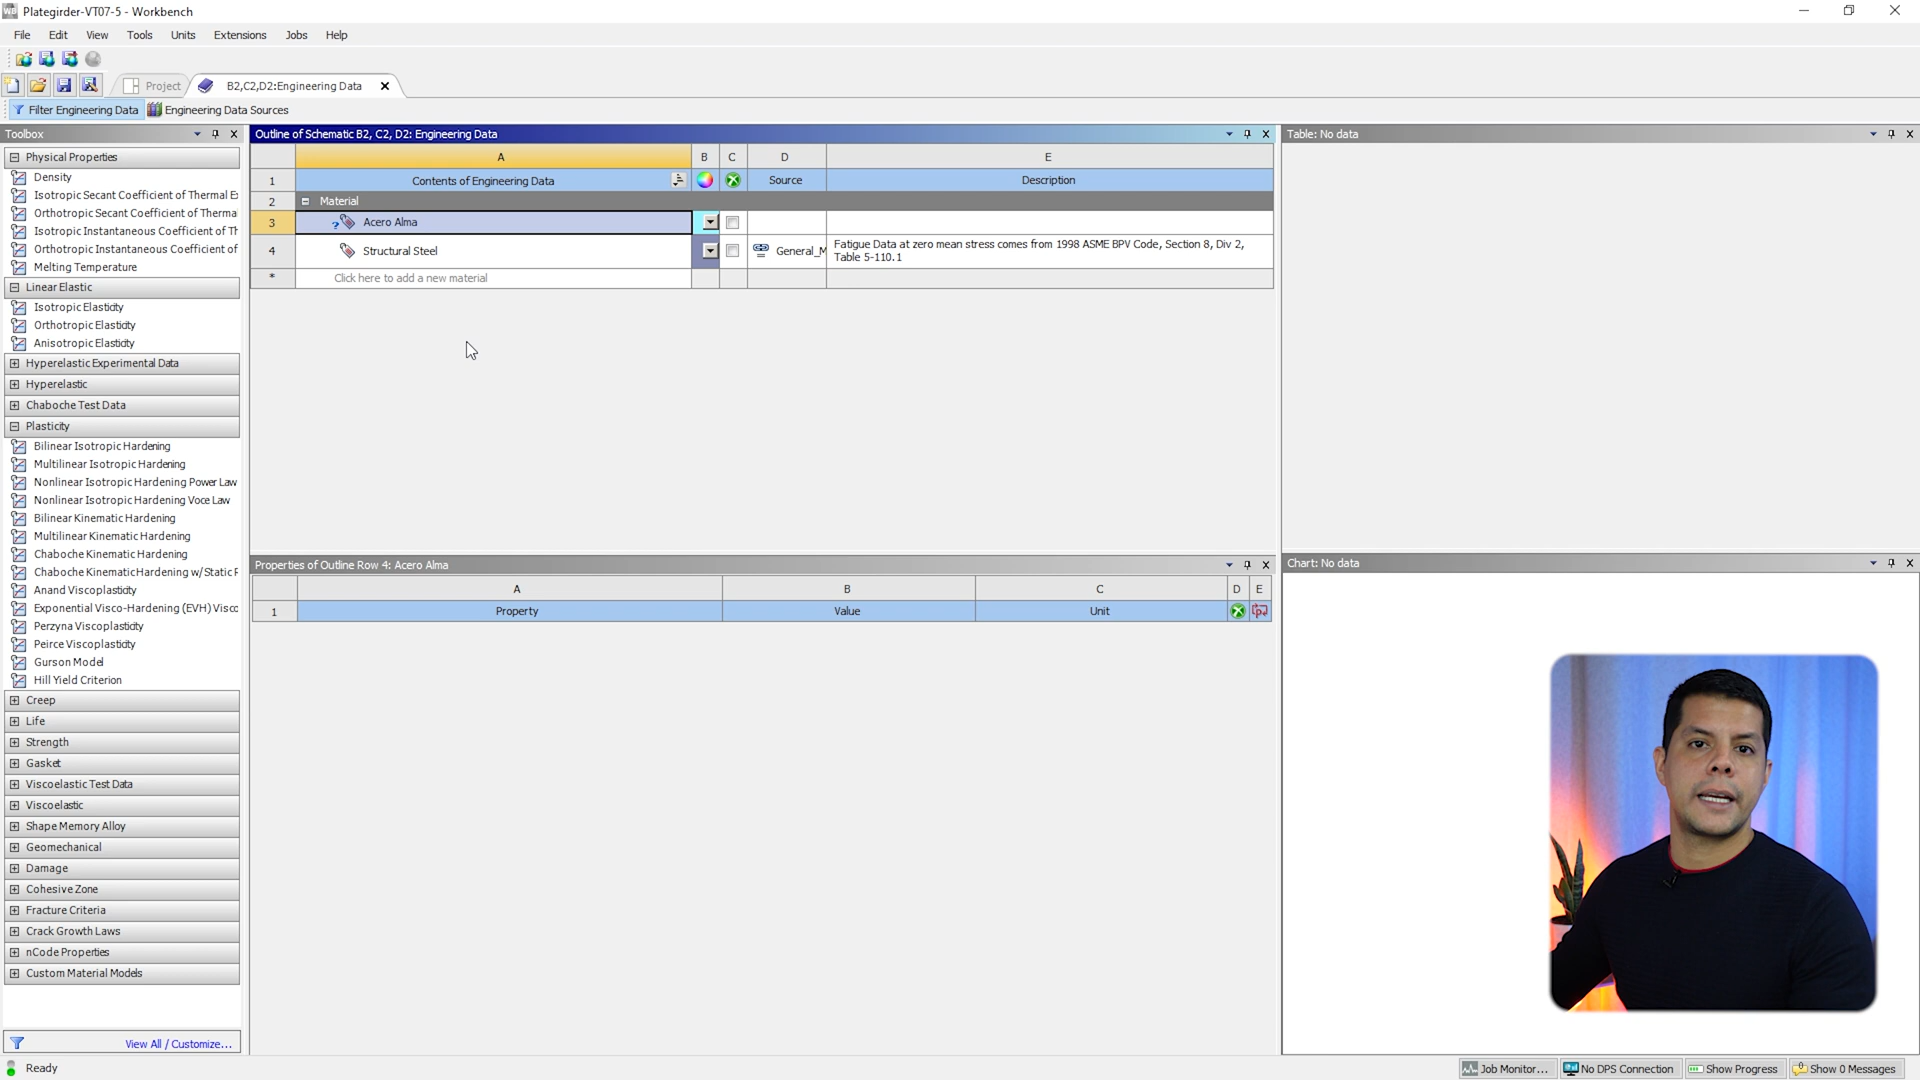 Plategirder-VT07-5 - Workbench
File Edit View Tools Units Extensions Jobs Help
Project B2,C2,D2:Engineering Data
Filter Engineering Data Engineering Data Sources
Toolbox
Physical Properties
Density
Isotropic Secant Coefficient of Thermal E
Orthotropic Secant Coefficient of Therma
Isotropic Instantaneous Coefficient of Th
Orthotropic Instantaneous Coefficient of
Melting Temperature
Linear Elastic
Isotropic Elasticity
Orthotropic Elasticity
Anisotropic Elasticity
Hyperelastic Experimental Data
Hyperelastic
Chaboche Test Data
Plasticity
Bilinear Isotropic Hardening
Multilinear Isotropic Hardening
Nonlinear Isotropic Hardening Power Law
Nonlinear Isotropic Hardening Voce Law
Bilinear Kinematic Hardening
Multilinear Kinematic Hardening
Chaboche Kinematic Hardening
Chaboche KinematicHardening w/Static R
Anand Viscoplasticity
Exponential Visco-Hardening (EVH) Visco
Perzyna Viscoplasticity
Peirce Viscoplasticity
Gurson Model
Hill Yield Criterion
Creep
Life
Strength
Gasket
Viscoelastic Test Data
Viscoelastic
Shape Memory Alloy
Geomechanical
Damage
Cohesive Zone
Fracture Criteria
Crack Growth Laws
nCode Properties
Custom Material Models
View All / Customize...
Outline of Schematic B2, C2, D2: Engineering Data
A B C D E
1 Contents of Engineering Data Source Description
2 Material
3 ? Acero Alma
4 Structural Steel General_M Fatigue Data at zero mean stress comes from 1998 ASME BPV Code, Section 8, Div 2,
Table 5-110.1
* Click here to add a new material
Properties of Outline Row 4: Acero Alma
A B C D E
1 Property Value Unit
Table: No data
Chart: No data
Ready
Job Monitor... No DPS Connection Show Progress Show 0 Messages